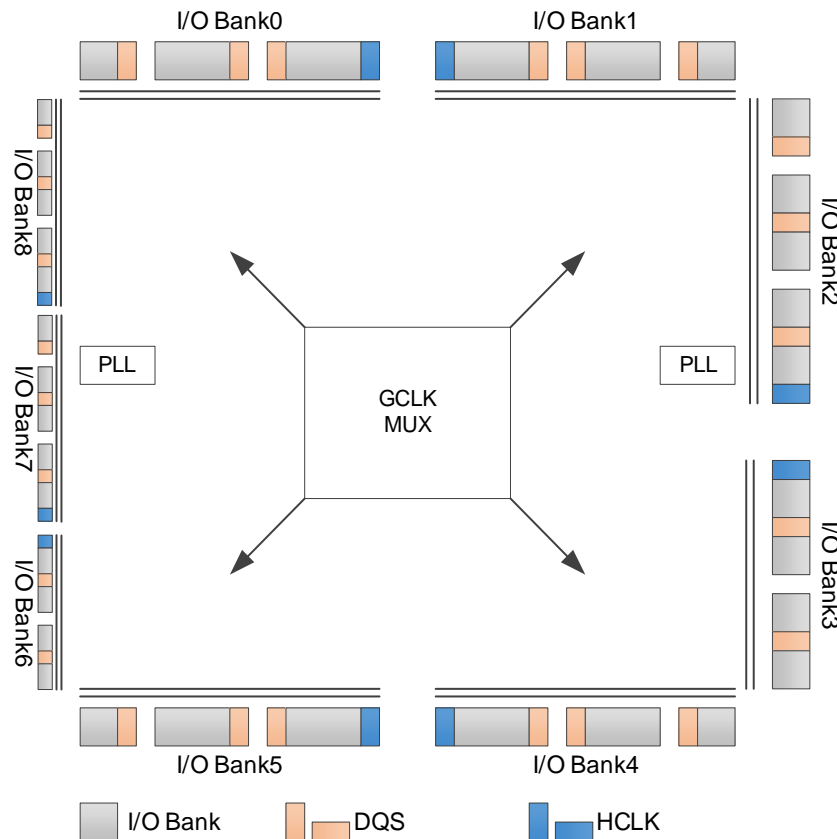 I/O Bank0
I/O Bank1
I/O Bank8
I/O Bank2
PLL
PLL
GCLK
MUX
I/O Bank7
I/O Bank3
I/O Bank6
I/O Bank5
I/O Bank4
I/O Bank
DQS
HCLK